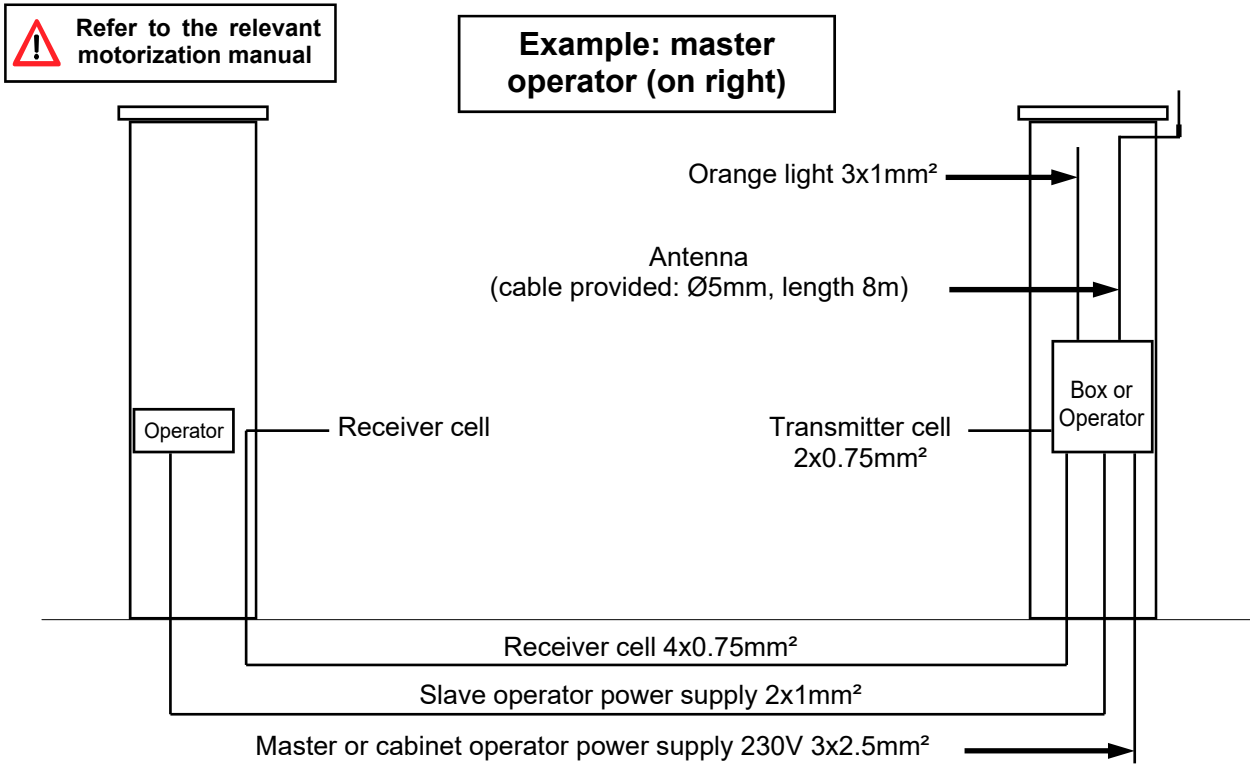 Refer to the relevant
motorization manual
Example: master
operator (on right)
Orange light 3x1mm²
Antenna
(cable provided: Ø5mm, length 8m)
Box or
Operator
Operator
Receiver cell
Transmitter cell
2x0.75mm²
Receiver cell 4x0.75mm²
Slave operator power supply 2x1mm²
Master or cabinet operator power supply 230V 3x2.5mm²